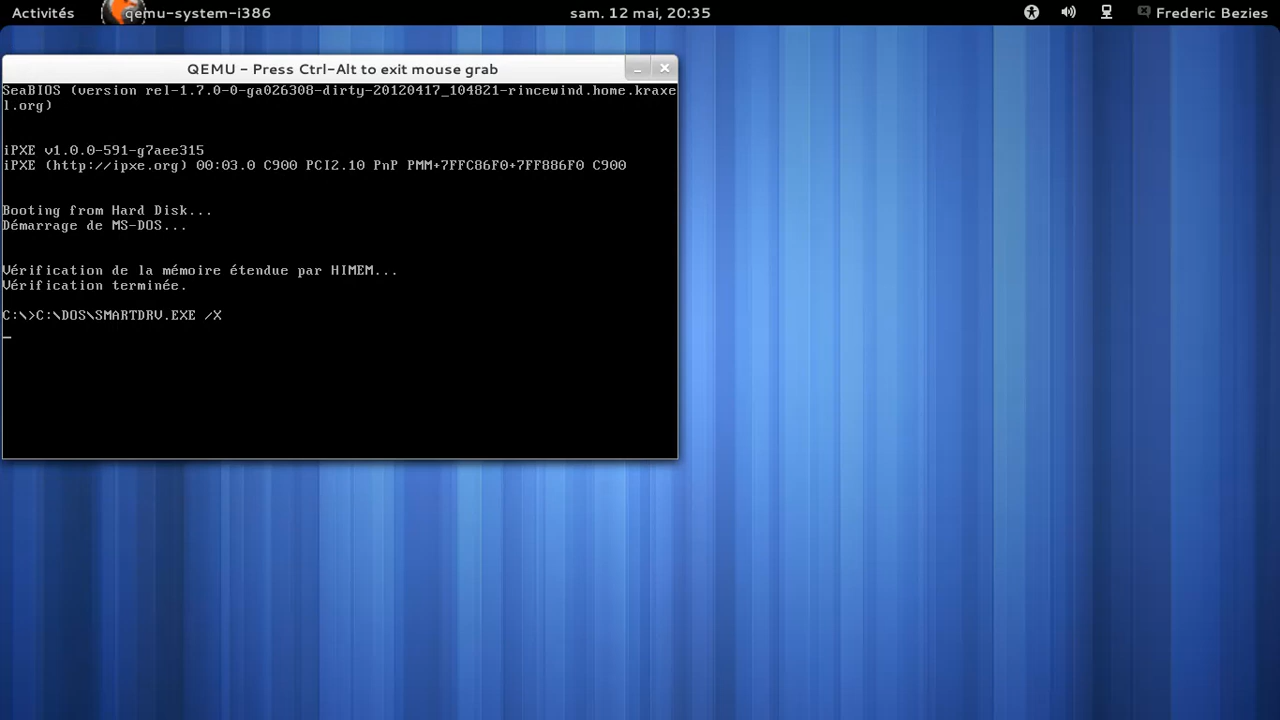 Activités qemu-system-i386 sam. 12 mai, 20:35 Frederic Bezies
QEMU - Press Ctrl-Alt to exit mouse grab
SeaBIOS (version rel-1.7.0-0-ga026308-dirty-20120417_104821-rincewind.home.kraxe
l.org)
iPXE v1.0.0-591-g7aee315
iPXE (http://ipxe.org) 00:03.0 C900 PCI2.10 PnP PMM+7FFC86F0+7FF886F0 C900
Booting from Hard Disk...
Démarrage de MS-DOS...
Vérification de la mémoire étendue par HIMEM...
Vérification terminée.
C:\>C:\DOS\SMARTDRV.EXE /X